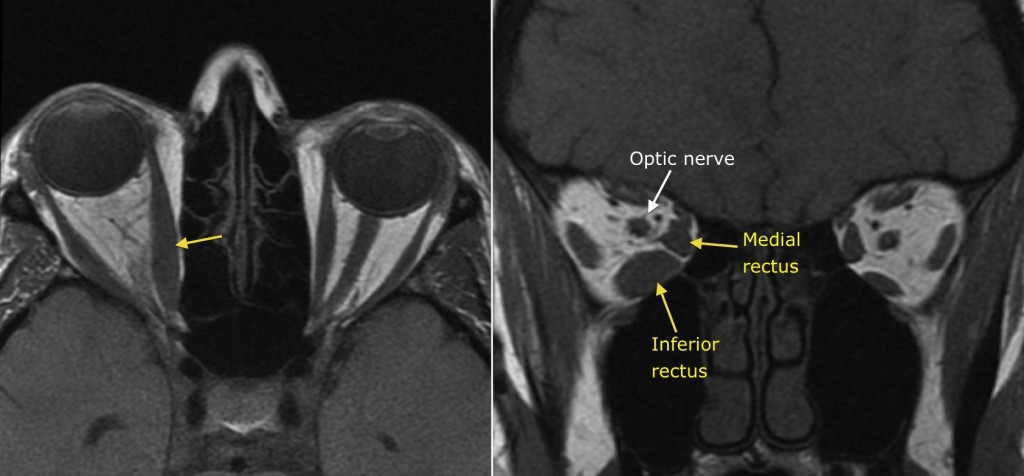 Optic nerve
Medial
rectus
Inferior
rectus